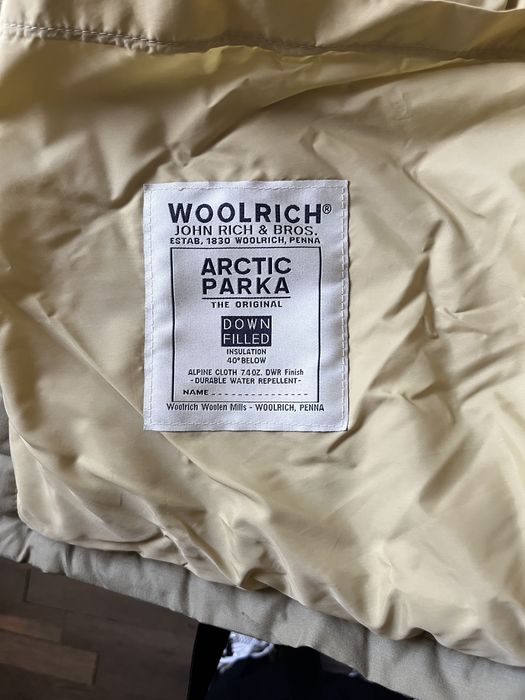 WOOLRICH®
JOHN RICH & BROS.
ESTAB. 1830 WOOLRICH, PENNA
ARCTIC
PARKA
THE ORIGINAL
DOWN
FILLED
INSULATION
40° BELOW
ALPINE CLOTH 7.4 OZ. DWR Finish
- DURABLE WATER REPELLENT -
NAME
Woolrich Woolen Mills - WOOLRICH, PENNA